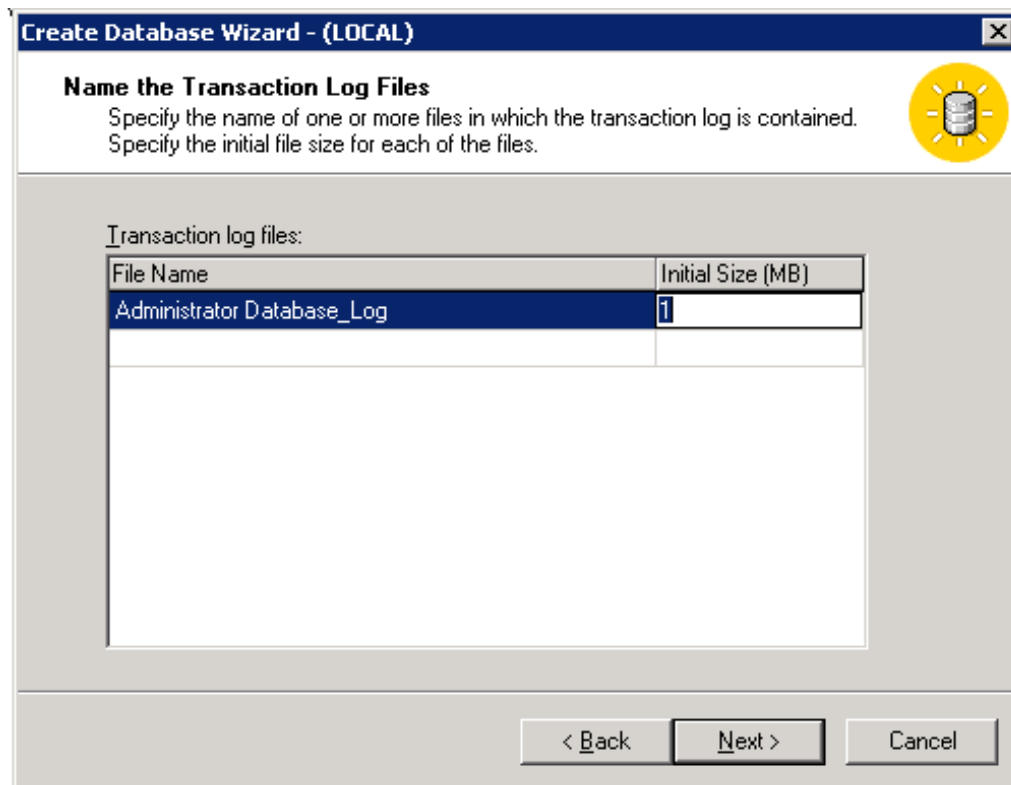 Create Database Wizard - (LOCAL)
Name the Transaction Log Files
Specify the name of one or more files in which the transaction log is contained.
Specify the initial file size for each of the files.
Transaction log files:
File Name Initial Size (MB)
Administrator Database_Log 1
< Back Next > Cancel